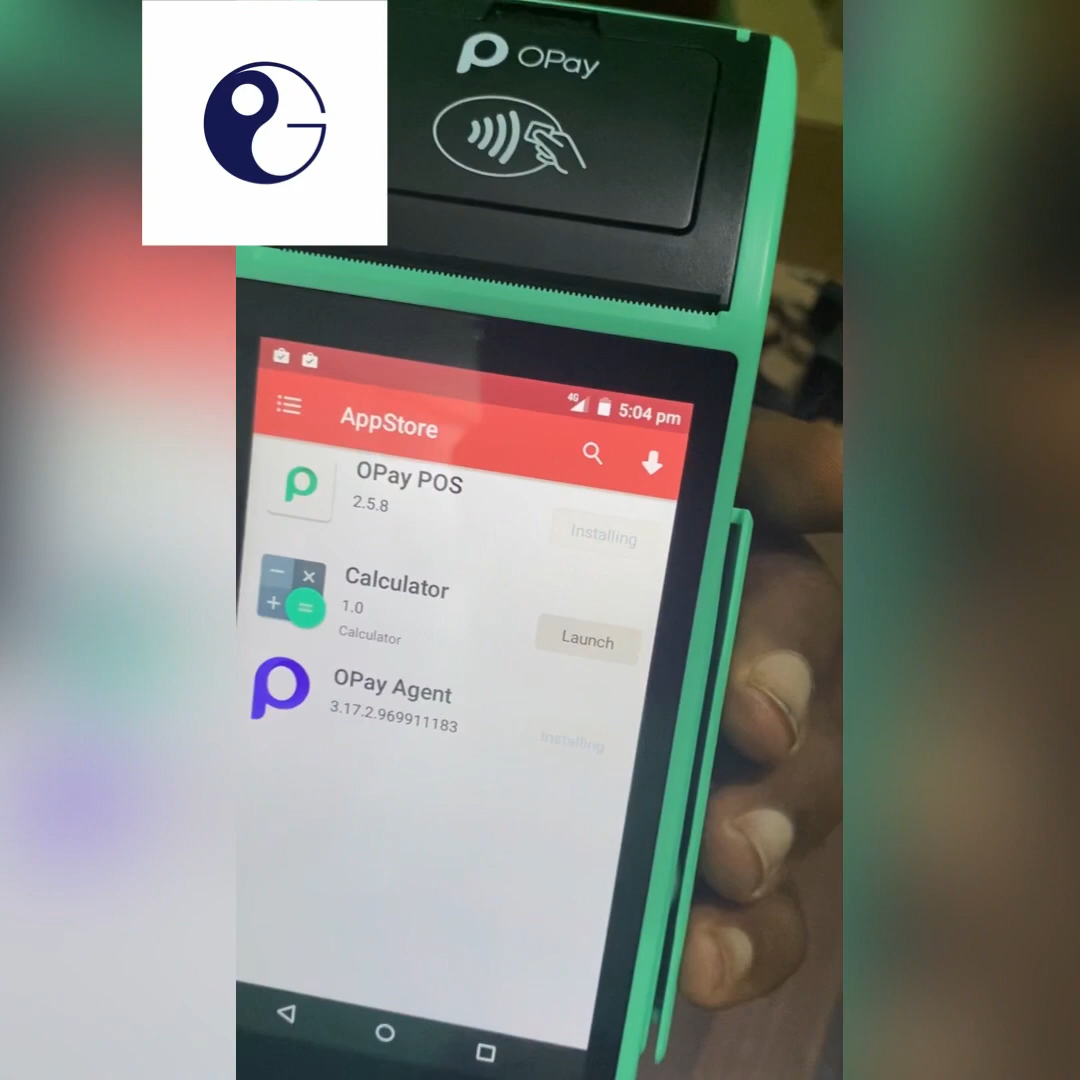 OPay
4G 5:04 pm
AppStore
OPay POS
2.5.8
Installing
Calculator
1.0
Calculator
Launch
OPay Agent
3.17.2.969911183
Installing